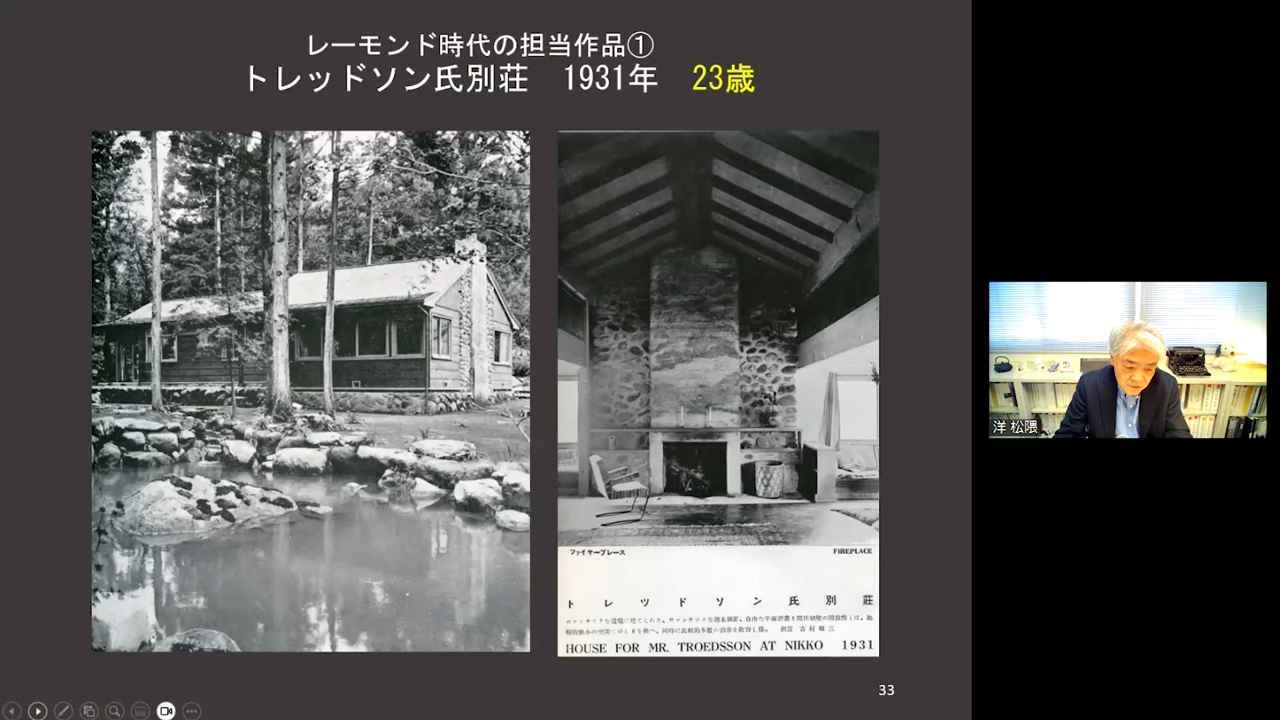 レーモンド時代の担当作品①
トレッドソン氏別荘　1931年　23歳
ファイヤープレース
FIREPLACE
トレツドソン氏別莊
HOUSE FOR MR. TROEDSSON AT NIKKO 1931
洋 松隈
33